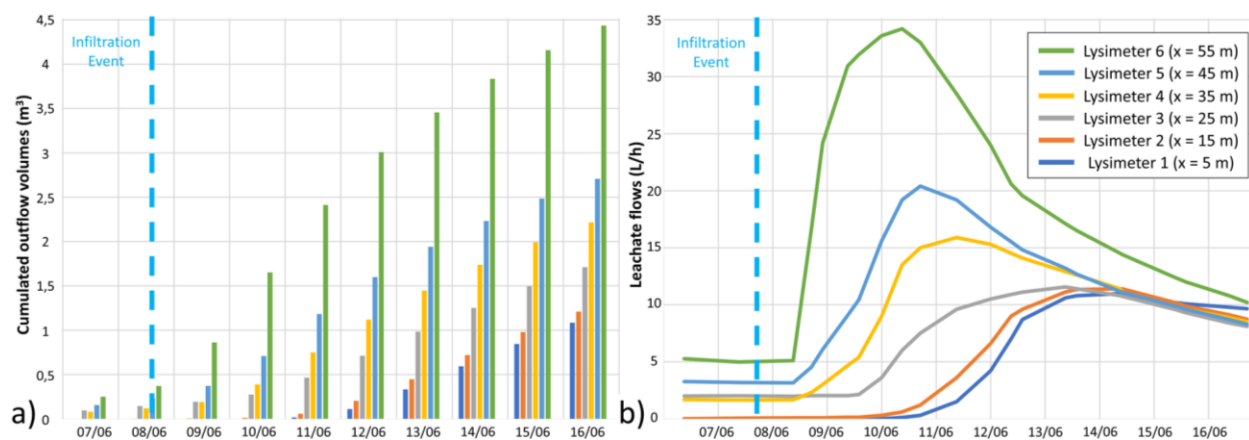 Cumulated outflow volumes (m³)
4,5
4
3,5
3
2,5
2
1,5
1
0,5
0
Infiltration
Event
07/06 08/06 09/06 10/06 11/06 12/06 13/06 14/06 15/06 16/06
a)
Leachate flows (L/h)
35
30
25
20
15
10
5
0
Infiltration
Event
Lysimeter 6 (x = 55 m)
Lysimeter 5 (x = 45 m)
Lysimeter 4 (x = 35 m)
Lysimeter 3 (x = 25 m)
Lysimeter 2 (x = 15 m)
Lysimeter 1 (x = 5 m)
07/06 08/06 09/06 10/06 11/06 12/06 13/06 14/06 15/06 16/06
b)